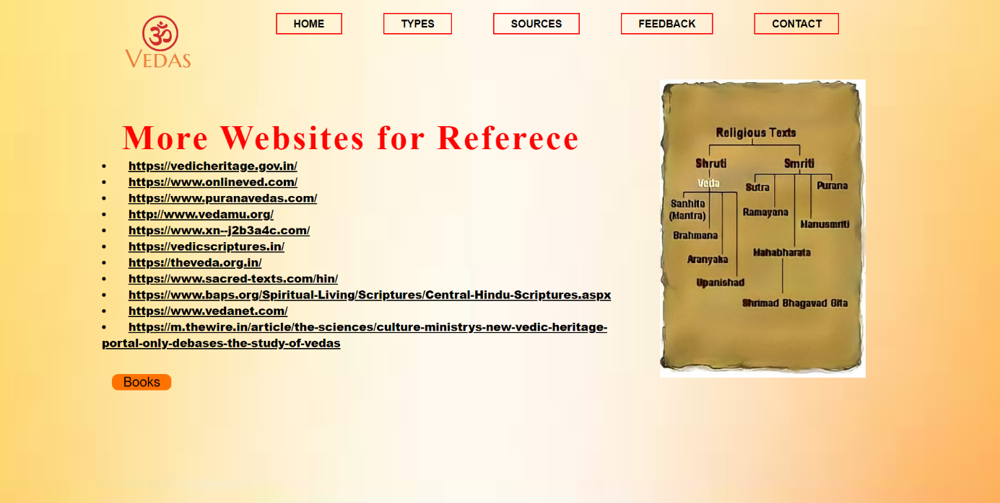 ॐ
VEDAS
HOME
TYPES
SOURCES
FEEDBACK
CONTACT
More Websites for Referece
• https://vedicheritage.gov.in/
• https://www.onlineved.com/
• https://www.puranavedas.com/
• http://www.vedamu.org/
• https://www.xn--j2b3a4c.com/
• https://vedicscriptures.in/
• https://theveda.org.in/
• https://www.sacred-texts.com/hin/
• https://www.baps.org/Spiritual-Living/Scriptures/Central-Hindu-Scriptures.aspx
• https://www.vedanet.com/
• https://m.thewire.in/article/the-sciences/culture-ministrys-new-vedic-heritage-
portal-only-debases-the-study-of-vedas
Books
Religious Texts
Shruti
Smriti
Veda
Sutra
Purana
Sanhita
(Mantra)
Ramayana
Manusmriti
Brahmana
Mahabharata
Aranyaka
Upanishad
Shrimad Bhagavad Gita